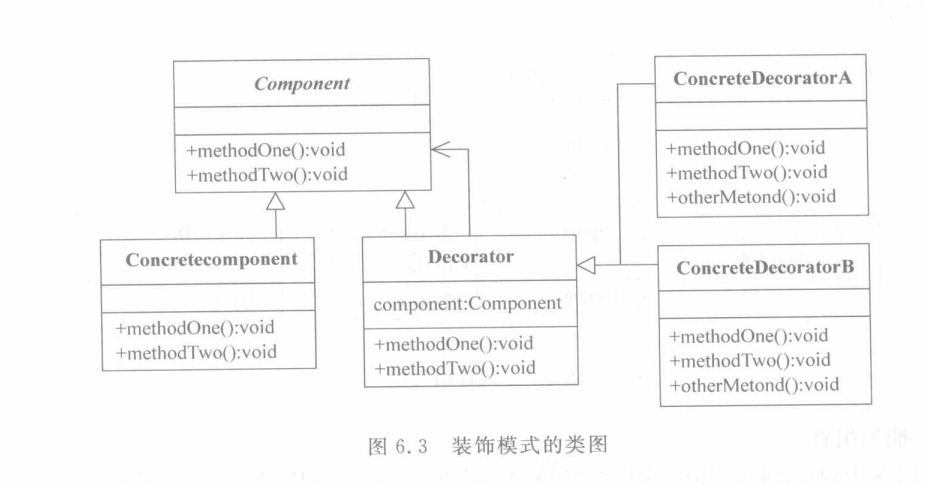 Component
+methodOne():void
+methodTwo():void
ConcreteDecoratorA
+methodOne():void
+methodTwo():void
+otherMetond():void
Concretecomponent
+methodOne():void
+methodTwo():void
Decorator
component:Component
+methodOne():void
+methodTwo():void
ConcreteDecoratorB
+methodOne():void
+methodTwo():void
+otherMetond():void
图 6.3 装饰模式的类图